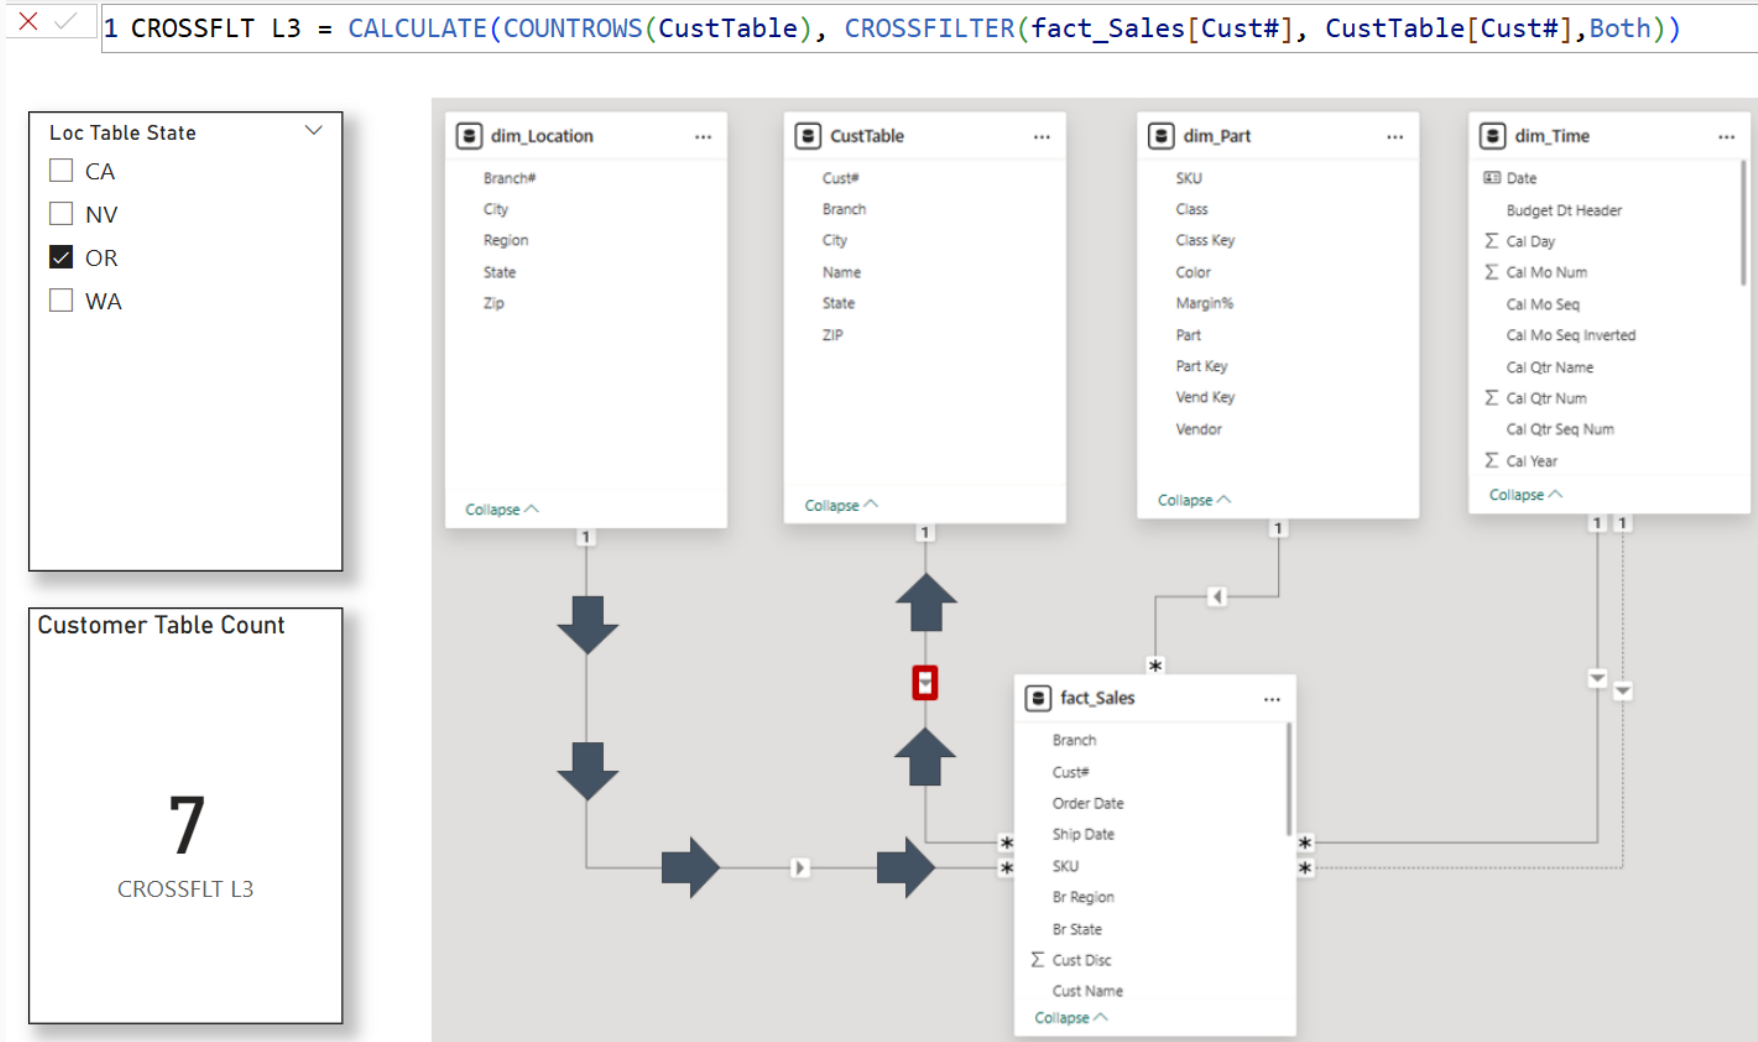 1 CROSSFLT L3 = CALCULATE(COUNTROWS(CustTable), CROSSFILTER(fact_Sales[Cust#], CustTable[Cust#],Both))
Loc Table State
CA
NV
OR
WA
Customer Table Count
7
CROSSFLT L3
dim_Location
Branch#
City
Region
State
Zip
Collapse
1
CustTable
Cust#
Branch
City
Name
State
ZIP
Collapse
1
dim_Part
SKU
Class
Class Key
Color
Margin%
Part
Part Key
Vend Key
Vendor
Collapse
1
dim_Time
Date
Budget Dt Header
Σ Cal Day
Σ Cal Mo Num
Cal Mo Seq
Cal Mo Seq Inverted
Cal Qtr Name
Σ Cal Qtr Num
Cal Qtr Seq Num
Σ Cal Year
Collapse
1 1
*
fact_Sales
Branch
Cust#
Order Date
Ship Date
SKU
Br Region
Br State
Σ Cust Disc
Cust Name
Collapse
* *
* *